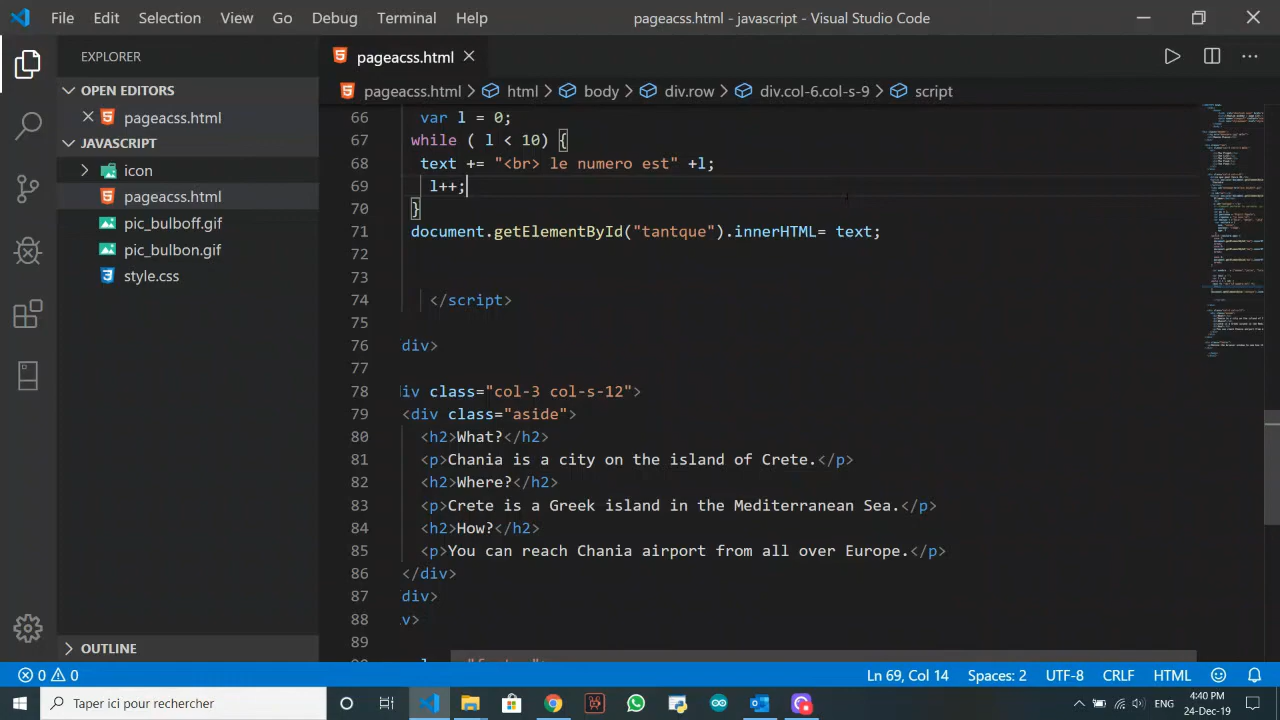 File Edit Selection View Go Debug Terminal Help pageacss.html - javascript - Visual Studio Code
EXPLORER
OPEN EDITORS
pageacss.html
JAVASCRIPT
icon
pageacss.html
pic_bulboff.gif
pic_bulbon.gif
style.css
OUTLINE
pageacss.html
pageacss.html > html > body > div.row > div.col-6.col-s-9 > script
66 var l = 0;
67 while ( l < 10) {
68 text += "<br> le numero est" +l;
69 l++;
70 }
71 document.getElementById("tantque").innerHTML= text;
72
73
74 </script>
75
76 div>
77
78 iv class="col-3 col-s-12">
79 <div class="aside">
80 <h2>What?</h2>
81 <p>Chania is a city on the island of Crete.</p>
82 <h2>Where?</h2>
83 <p>Crete is a Greek island in the Mediterranean Sea.</p>
84 <h2>How?</h2>
85 <p>You can reach Chania airport from all over Europe.</p>
86 </div>
87 div>
88 v>
89
0 0 Ln 69, Col 14 Spaces: 2 UTF-8 CRLF HTML
Taper ici pour rechercher
ENG
4:40 PM
24-Dec-19